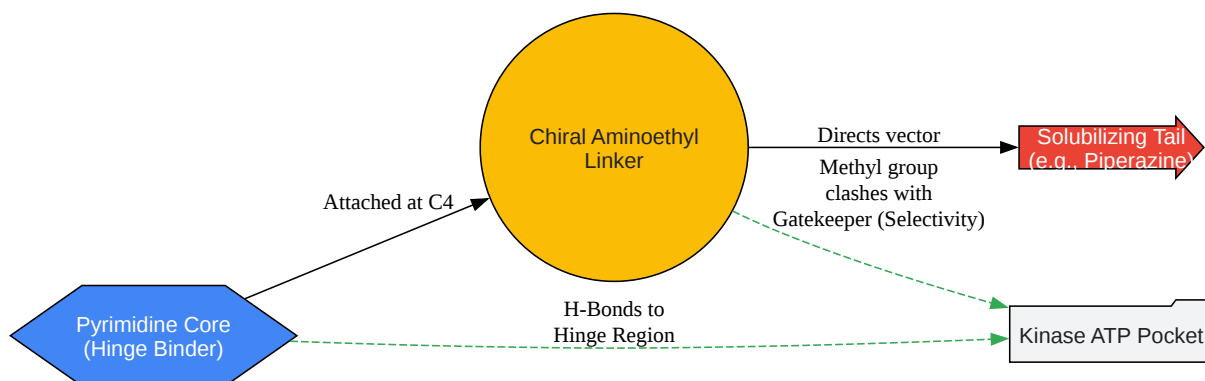 Chiral Aminoethyl
Linker
Directs vector
Solubilizing Tail
(e.g., Piperazine)
Methyl group
clashes with
Gatekeeper (Selectivity)
Attached at C4
Pyrimidine Core
(Hinge Binder)
H-Bonds to
Hinge Region
Kinase ATP Pocket